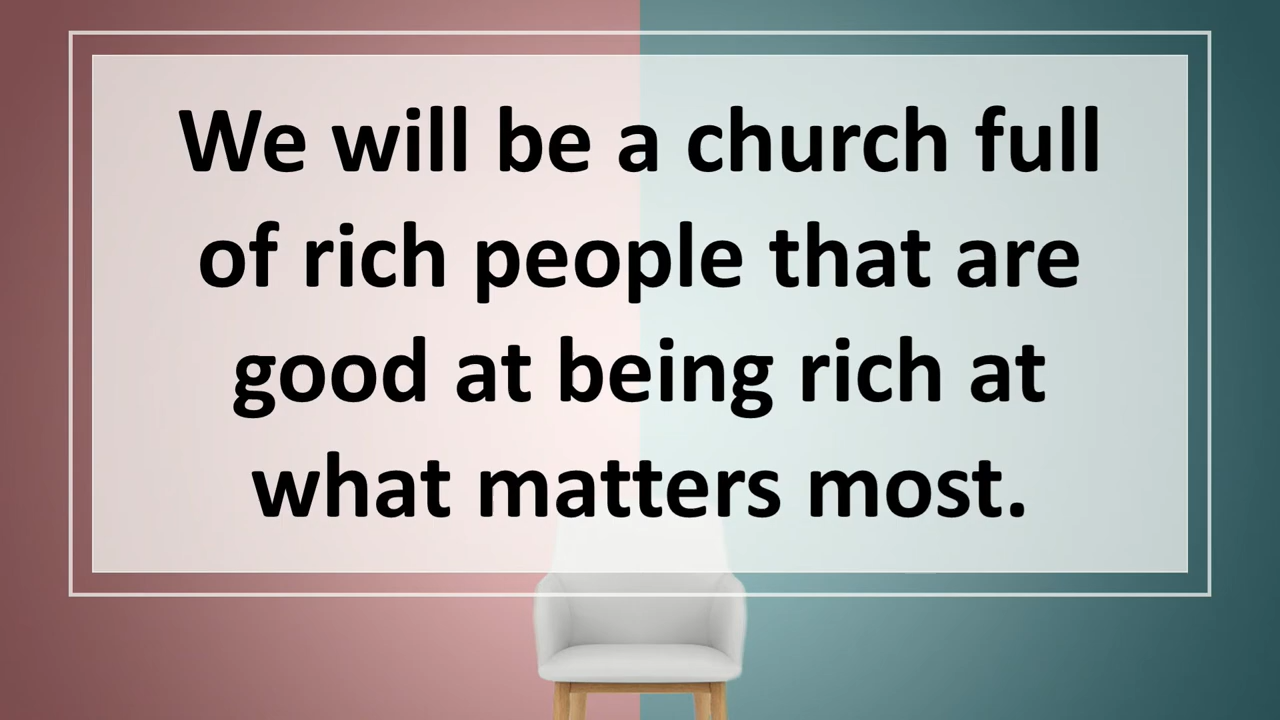 We will be a church full
of rich people that are
good at being rich at
what matters most.